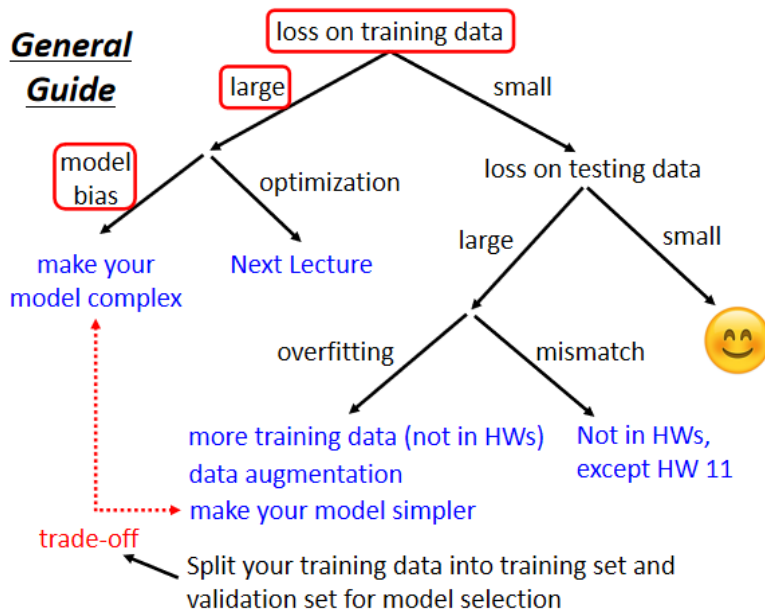 General
Guide
loss on training data
large
small
model
bias
optimization
loss on testing data
make your
model complex
Next Lecture
large
small
overfitting
mismatch
more training data (not in HWs)
data augmentation
make your model simpler
Not in HWs,
except HW 11
trade-off
Split your training data into training set and
validation set for model selection